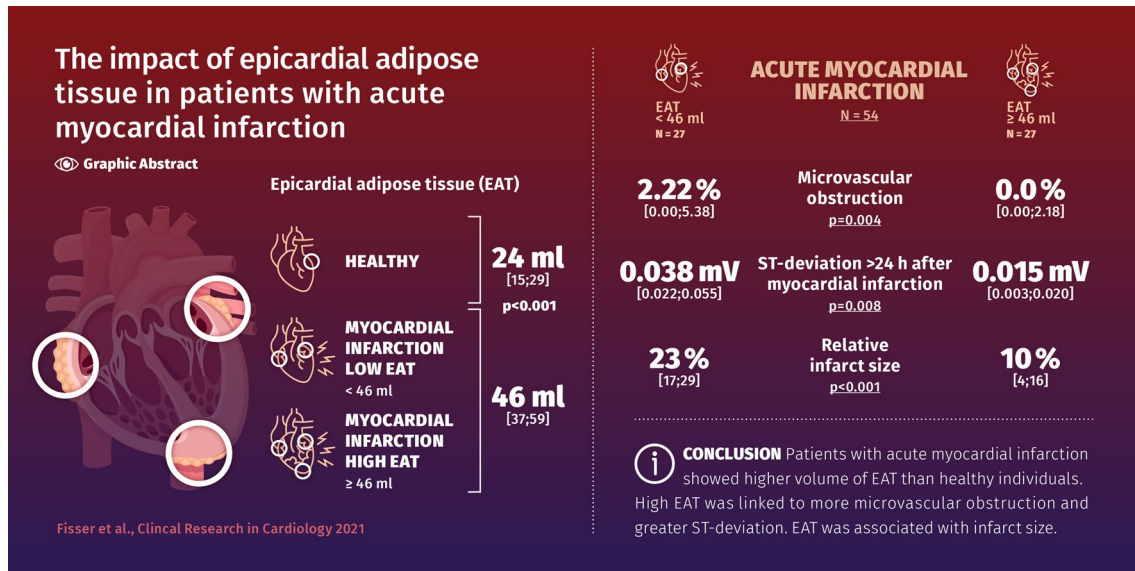 The impact of epicardial adipose
tissue in patients with acute
myocardial infarction
Graphic Abstract
Epicardial adipose tissue (EAT)
HEALTHY
24 ml
[15;29]
p<0.001
MYOCARDIAL
INFARCTION
LOW EAT
< 46 ml
46 ml
[37;59]
MYOCARDIAL
INFARCTION
HIGH EAT
≥ 46 ml
Fisser et al., Clincal Research in Cardiology 2021
EAT
< 46 ml
N = 27
ACUTE MYOCARDIAL
INFARCTION
N = 54
EAT
≥ 46 ml
N = 27
2.22 %
[0.00;5.38]
Microvascular
obstruction
p=0.004
0.0 %
[0.00;2.18]
0.038 mV
[0.022;0.055]
ST-deviation >24 h after
myocardial infarction
p=0.008
0.015 mV
[0.003;0.020]
23 %
[17;29]
Relative
infarct size
p<0.001
10 %
[4;16]
i
CONCLUSION Patients with acute myocardial infarction
showed higher volume of EAT than healthy individuals.
High EAT was linked to more microvascular obstruction and
greater ST-deviation. EAT was associated with infarct size.